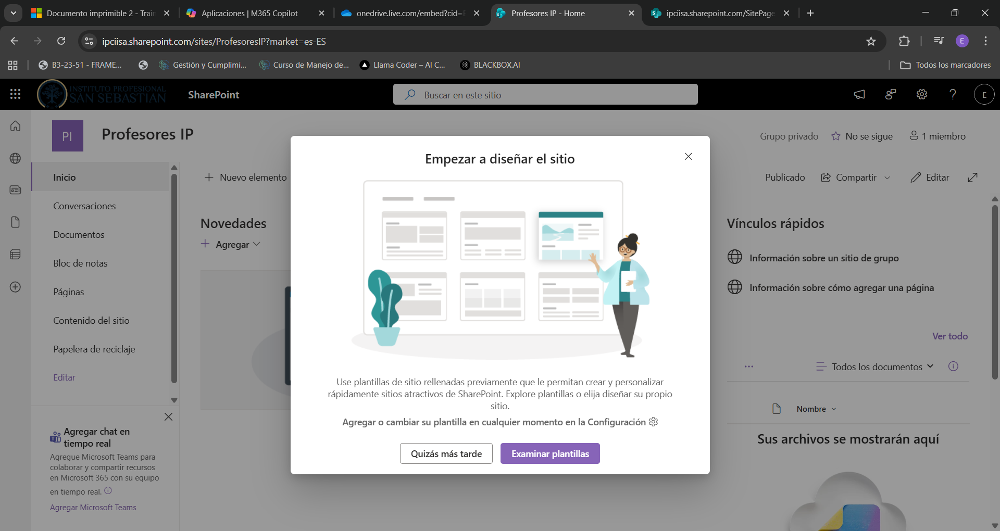 Documento imprimible 2 - Train
Aplicaciones | M365 Copilot
onedrive.live.com/embed?cid=E
Profesores IP - Home
ipciisa.sharepoint.com/SitePage
ipciisa.sharepoint.com/sites/ProfesoresIP?market=es-ES
E
B3-23-51 - FRAME...
Gestión y Cumplimi...
Curso de Manejo de...
Llama Coder – AI C...
BLACKBOX.AI
Todos los marcadores
INSTITUTO PROFESIONAL
SAN SEBASTIAN
SharePoint
Buscar en este sitio
E
PI
Profesores IP
Grupo privado
No se sigue
1 miembro
Inicio
Conversaciones
Documentos
Bloc de notas
Páginas
Contenido del sitio
Papelera de reciclaje
Editar
Nuevo elemento
Publicado
Compartir
Editar
Novedades
Agregar
Empezar a diseñar el sitio
Use plantillas de sitio rellenadas previamente que le permitan crear y personalizar
rápidamente sitios atractivos de SharePoint. Explore plantillas o elija diseñar su propio
sitio.
Agregar o cambiar su plantilla en cualquier momento en la Configuración
Quizás más tarde
Examinar plantillas
Vínculos rápidos
Información sobre un sitio de grupo
Información sobre cómo agregar una página
Ver todo
Todos los documentos
Nombre
Sus archivos se mostrarán aquí
Agregar chat en
tiempo real
Agregue Microsoft Teams para
colaborar y compartir recursos
en Microsoft 365 con su equipo
en tiempo real.
Agregar Microsoft Teams